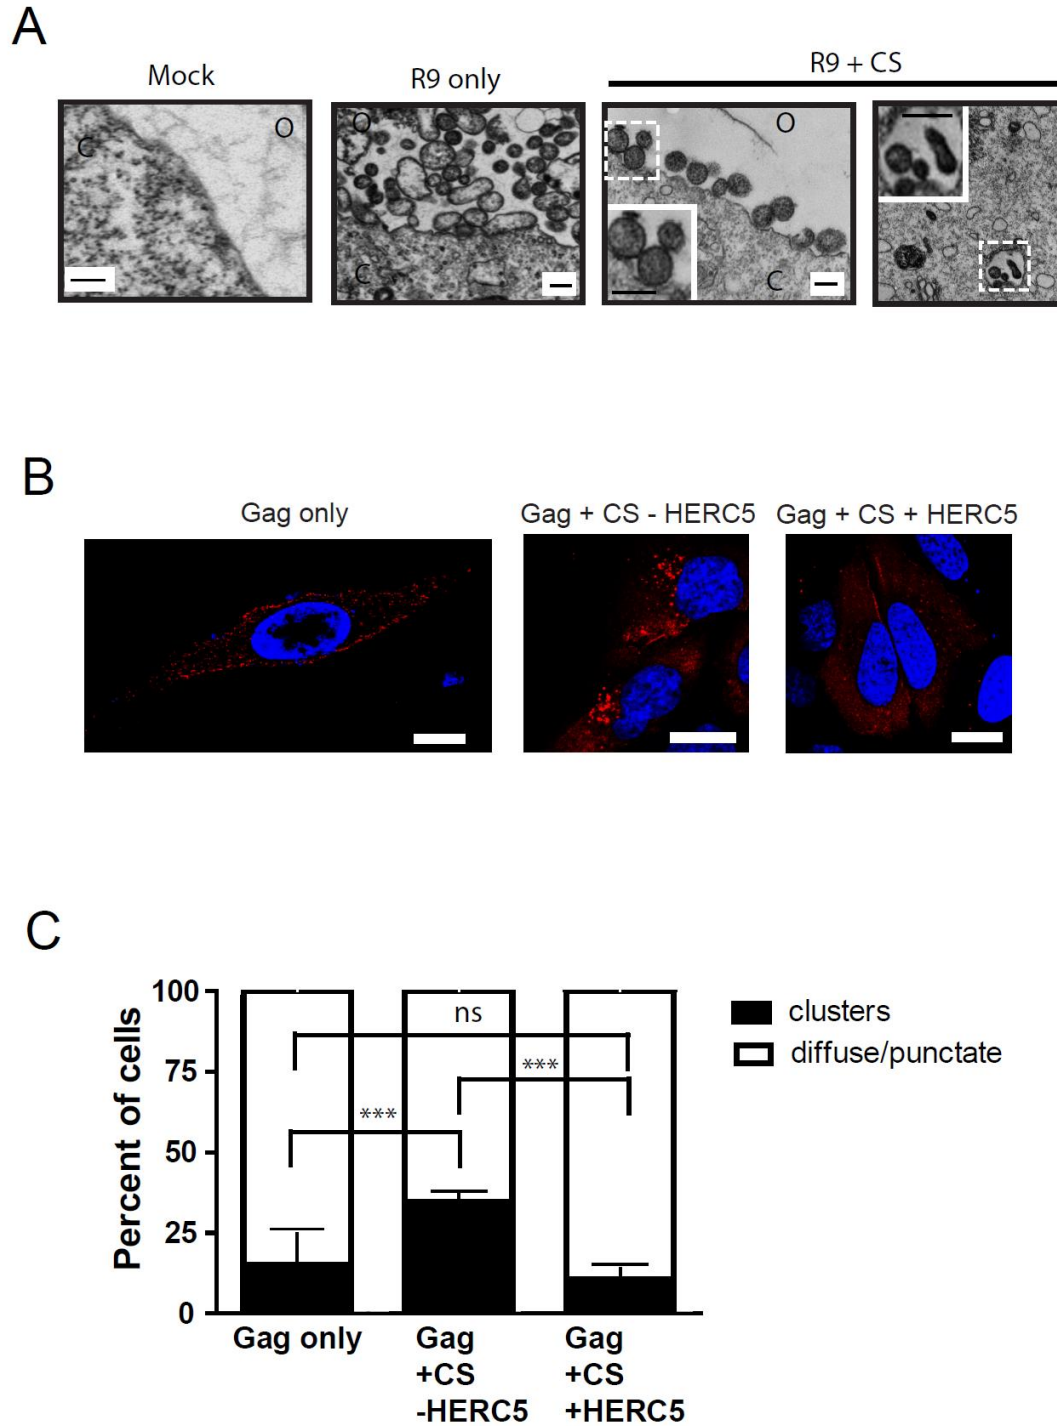 A
Mock
R9 only
R9 + CS
C
O
O
C
O
C
B
Gag only
Gag + CS - HERC5
Gag + CS + HERC5
C
Percent of cells
100
75
50
25
0
ns
***
***
clusters
diffuse/punctate
Gag only
Gag
+CS
-HERC5
Gag
+CS
+HERC5